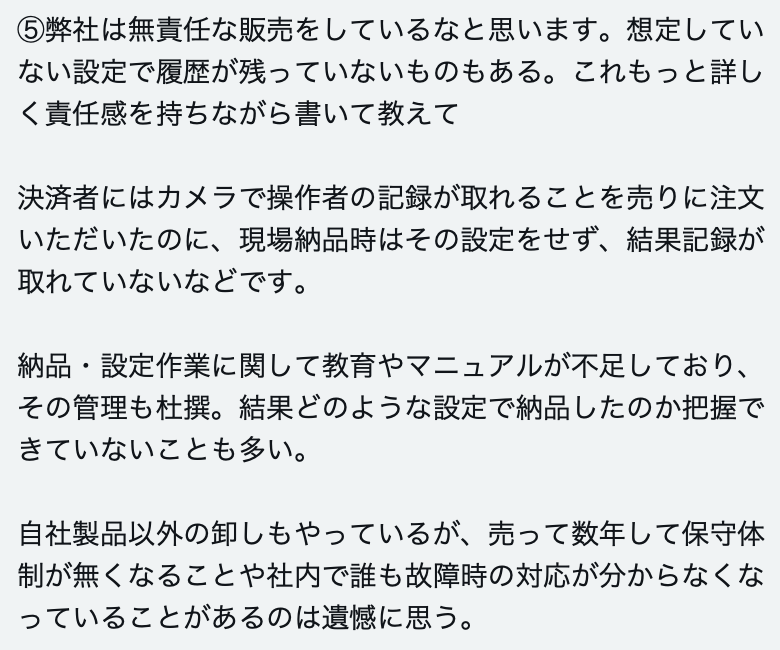 ⑤弊社は無責任な販売をしているなと思います。想定してい
ない設定で履歴が残っていないものもある。これもっと詳し
く責任感を持ちながら書いて教えて
決済者にはカメラで操作者の記録が取れることを売りに注文
いただいたのに、現場納品時はその設定をせず、結果記録が
取れていないなどです。
納品・設定作業に関して教育やマニュアルが不足しており、
その管理も杜撰。結果どのような設定で納品したのか把握で
きていないことも多い。
自社製品以外の卸しもやっているが、売って数年して保守体
制が無くなることや社内で誰も故障時の対応が分からなくな
っていることがあるのは遺憾に思う。